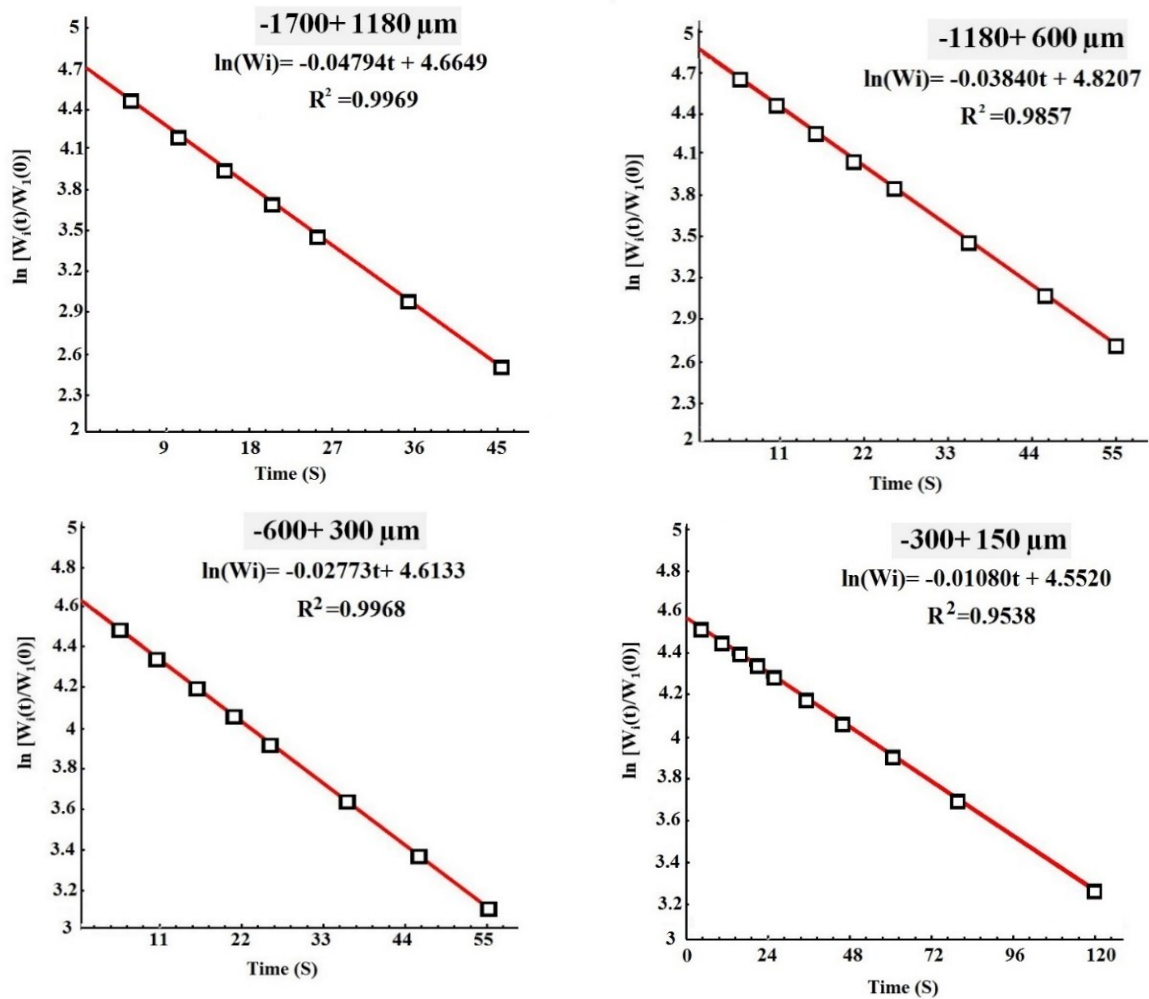 -1700+1180 μm
ln(Wi)= -0.04794t + 4.6649
R² =0.9969
5
4.7
4.4
4.1
3.8
3.5
3.2
2.9
2.6
2.3
2
ln [Wi(t)/W1(0)]
9 18 27 36 45
Time (S)
-1180+ 600 μm
ln(Wi)= -0.03840t + 4.8207
R² =0.9857
5
4.7
4.4
4.1
3.8
3.5
3.2
2.9
2.6
2.3
2
ln [Wi(t)/W1(0)]
11 22 33 44 55
Time (S)
-600+ 300 μm
ln(Wi)= -0.02773t+ 4.6133
R² =0.9968
5
4.8
4.6
4.4
4.2
4
3.8
3.6
3.4
3.2
3
ln [Wi(t)/W1(0)]
11 22 33 44 55
Time (S)
-300+ 150 μm
ln(Wi)= -0.01080t + 4.5520
R² =0.9538
5
4.8
4.6
4.4
4.2
4
3.8
3.6
3.4
3.2
3
ln [Wi(t)/W1(0)]
0 24 48 72 96 120
Time (S)